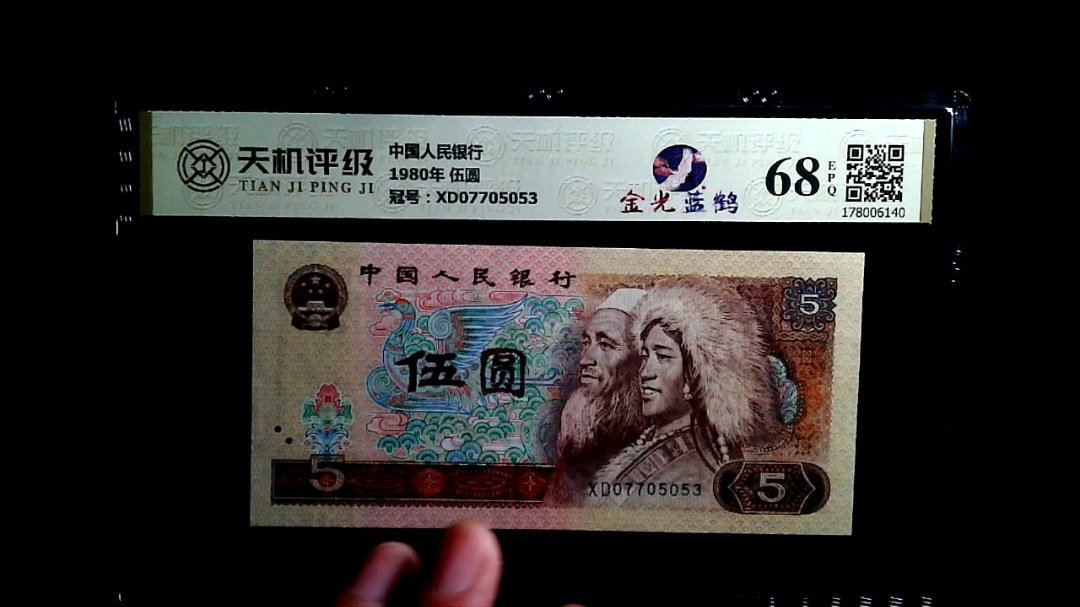 天机评级
TIAN JI PING JI
中国人民银行
1980年 伍圆
冠号：XD07705053
金光蓝鹤
68
EPQ
178006140
中国人民银行
5
伍圆
5
XD07705053
5